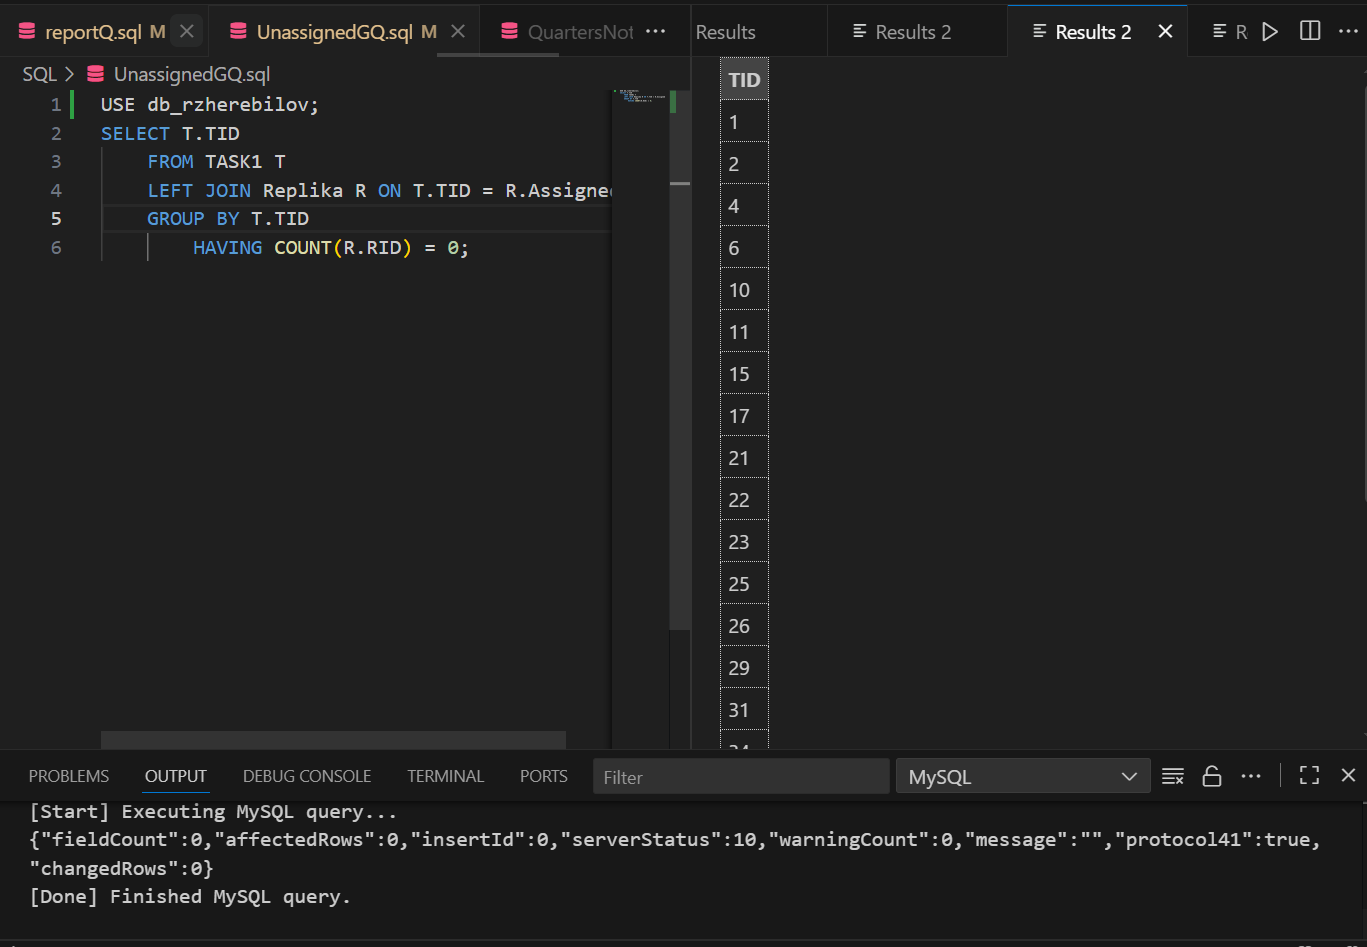 reportQ.sql M
UnassignedGQ.sql M
QuartersNot
Results
Results 2
Results 2
R
SQL > UnassignedGQ.sql
1 USE db_rzherebilov;
2 SELECT T.TID
3 FROM TASK1 T
4 LEFT JOIN Replika R ON T.TID = R.Assigned
5 GROUP BY T.TID
6 HAVING COUNT(R.RID) = 0;
TID
1
2
4
6
10
11
15
17
21
22
23
25
26
29
31
PROBLEMS OUTPUT DEBUG CONSOLE TERMINAL PORTS Filter MySQL
[Start] Executing MySQL query...
{"fieldCount":0,"affectedRows":0,"insertId":0,"serverStatus":10,"warningCount":0,"message":"","protocol41":true,
"changedRows":0}
[Done] Finished MySQL query.